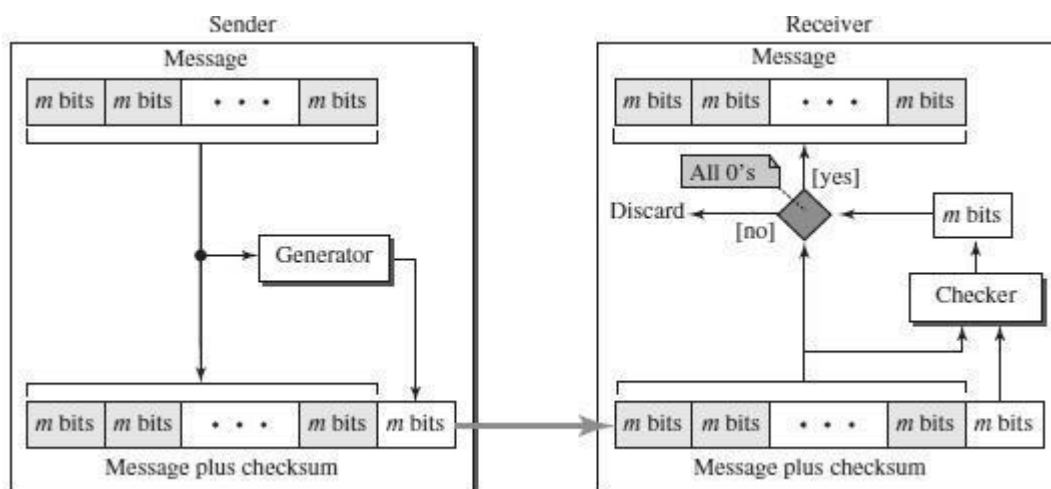 Sender
Message
m bits m bits • • • m bits
Generator
m bits m bits • • • m bits m bits
Message plus checksum
Receiver
Message
m bits m bits • • • m bits
All 0's
[yes]
Discard
[no]
m bits
Checker
m bits m bits • • • m bits m bits
Message plus checksum